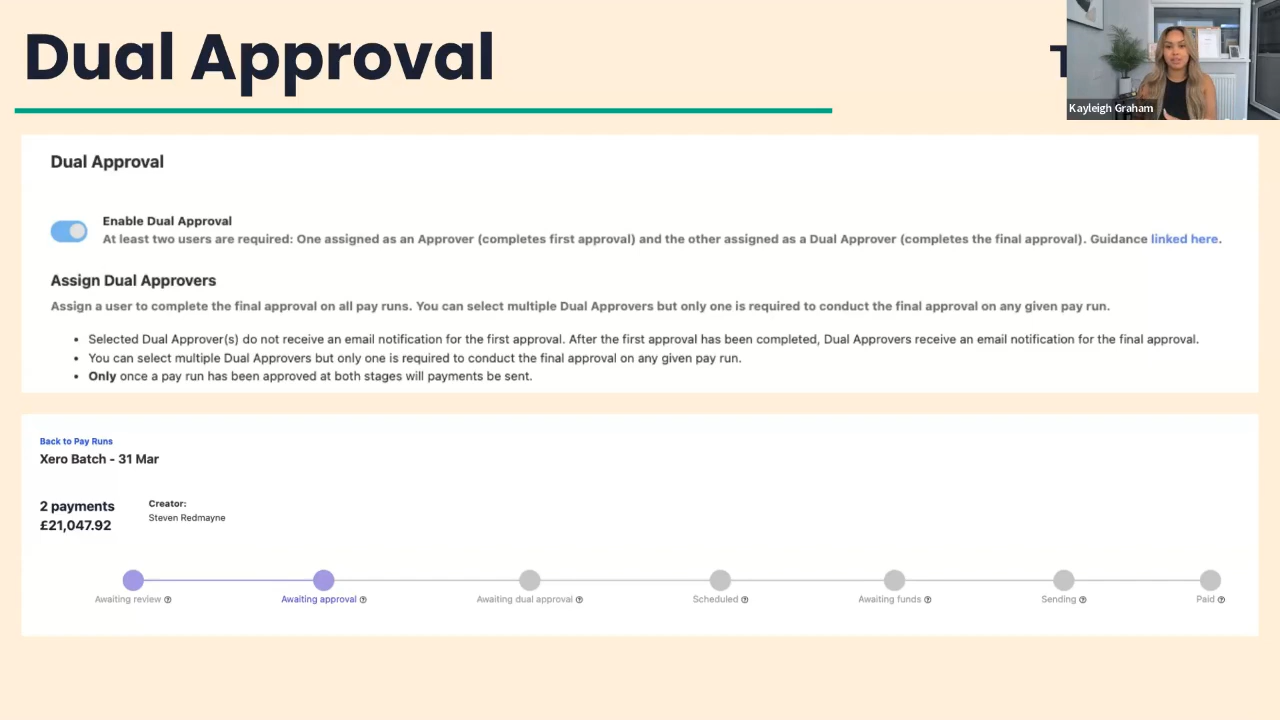 Dual Approval
T
Kayleigh Graham
Dual Approval
Enable Dual Approval
At least two users are required: One assigned as an Approver (completes first approval) and the other assigned as a Dual Approver (completes the final approval). Guidance linked here.
Assign Dual Approvers
Assign a user to complete the final approval on all pay runs. You can select multiple Dual Approvers but only one is required to conduct the final approval on any given pay run.
• Selected Dual Approver(s) do not receive an email notification for the first approval. After the first approval has been completed, Dual Approvers receive an email notification for the final approval.
• You can select multiple Dual Approvers but only one is required to conduct the final approval on any given pay run.
• Only once a pay run has been approved at both stages will payments be sent.
Back to Pay Runs
Xero Batch - 31 Mar
2 payments
£21,047.92
Creator:
Steven Redmayne
Awaiting review
Awaiting approval
Awaiting dual approval
Scheduled
Awaiting funds
Sending
Paid